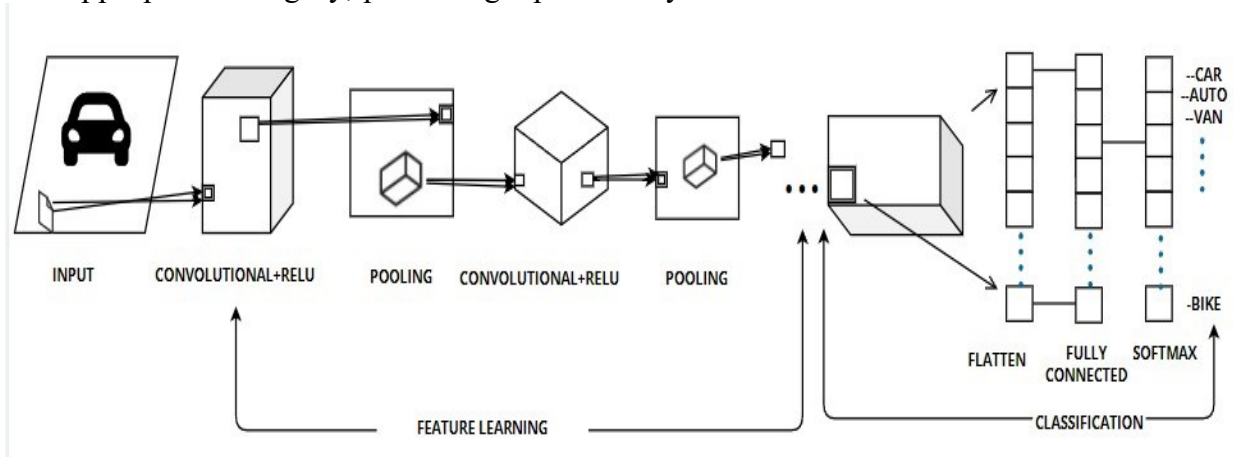 --CAR
--AUTO
--VAN
INPUT
CONVOLUTIONAL+RELU
POOLING
CONVOLUTIONAL+RELU
POOLING
-BIKE
FLATTEN
FULLY
CONNECTED
SOFTMAX
FEATURE LEARNING
CLASSIFICATION